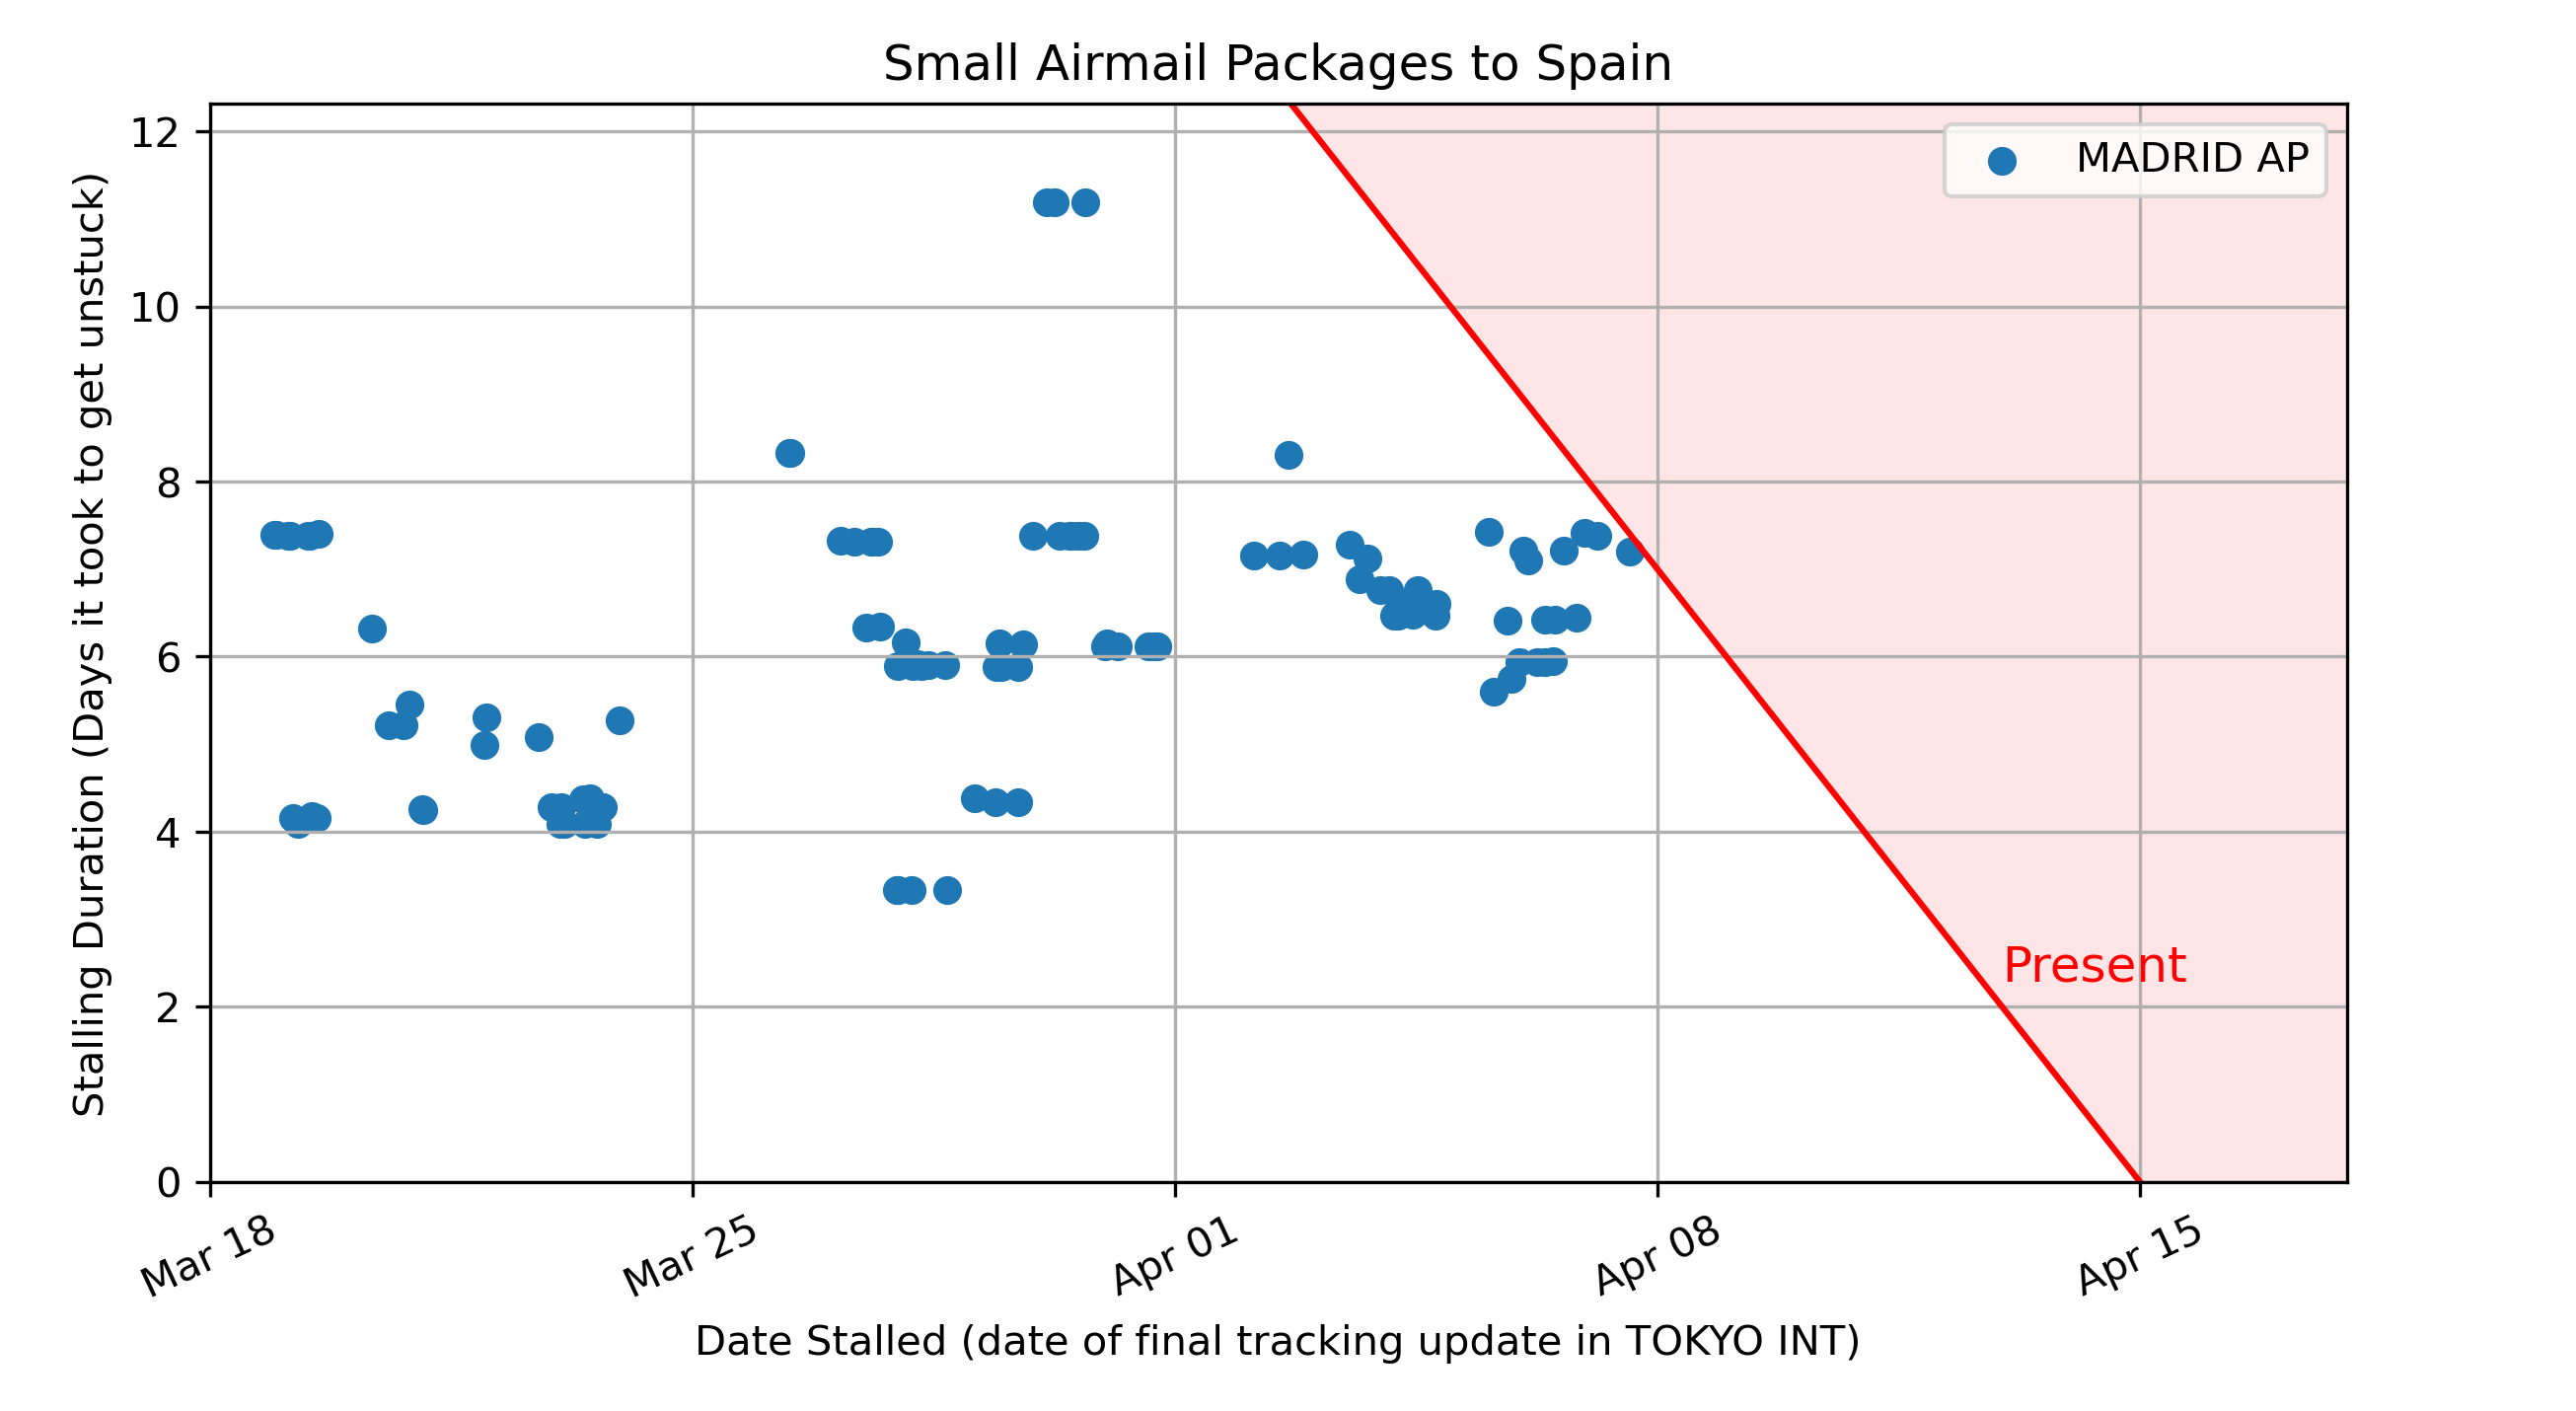 Small Airmail Packages to Spain
Stalling Duration (Days it took to get unstuck)
12
10
8
6
4
2
0
MADRID AP
Present
Mar 18
Mar 25
Apr 01
Apr 08
Apr 15
Date Stalled (date of final tracking update in TOKYO INT)